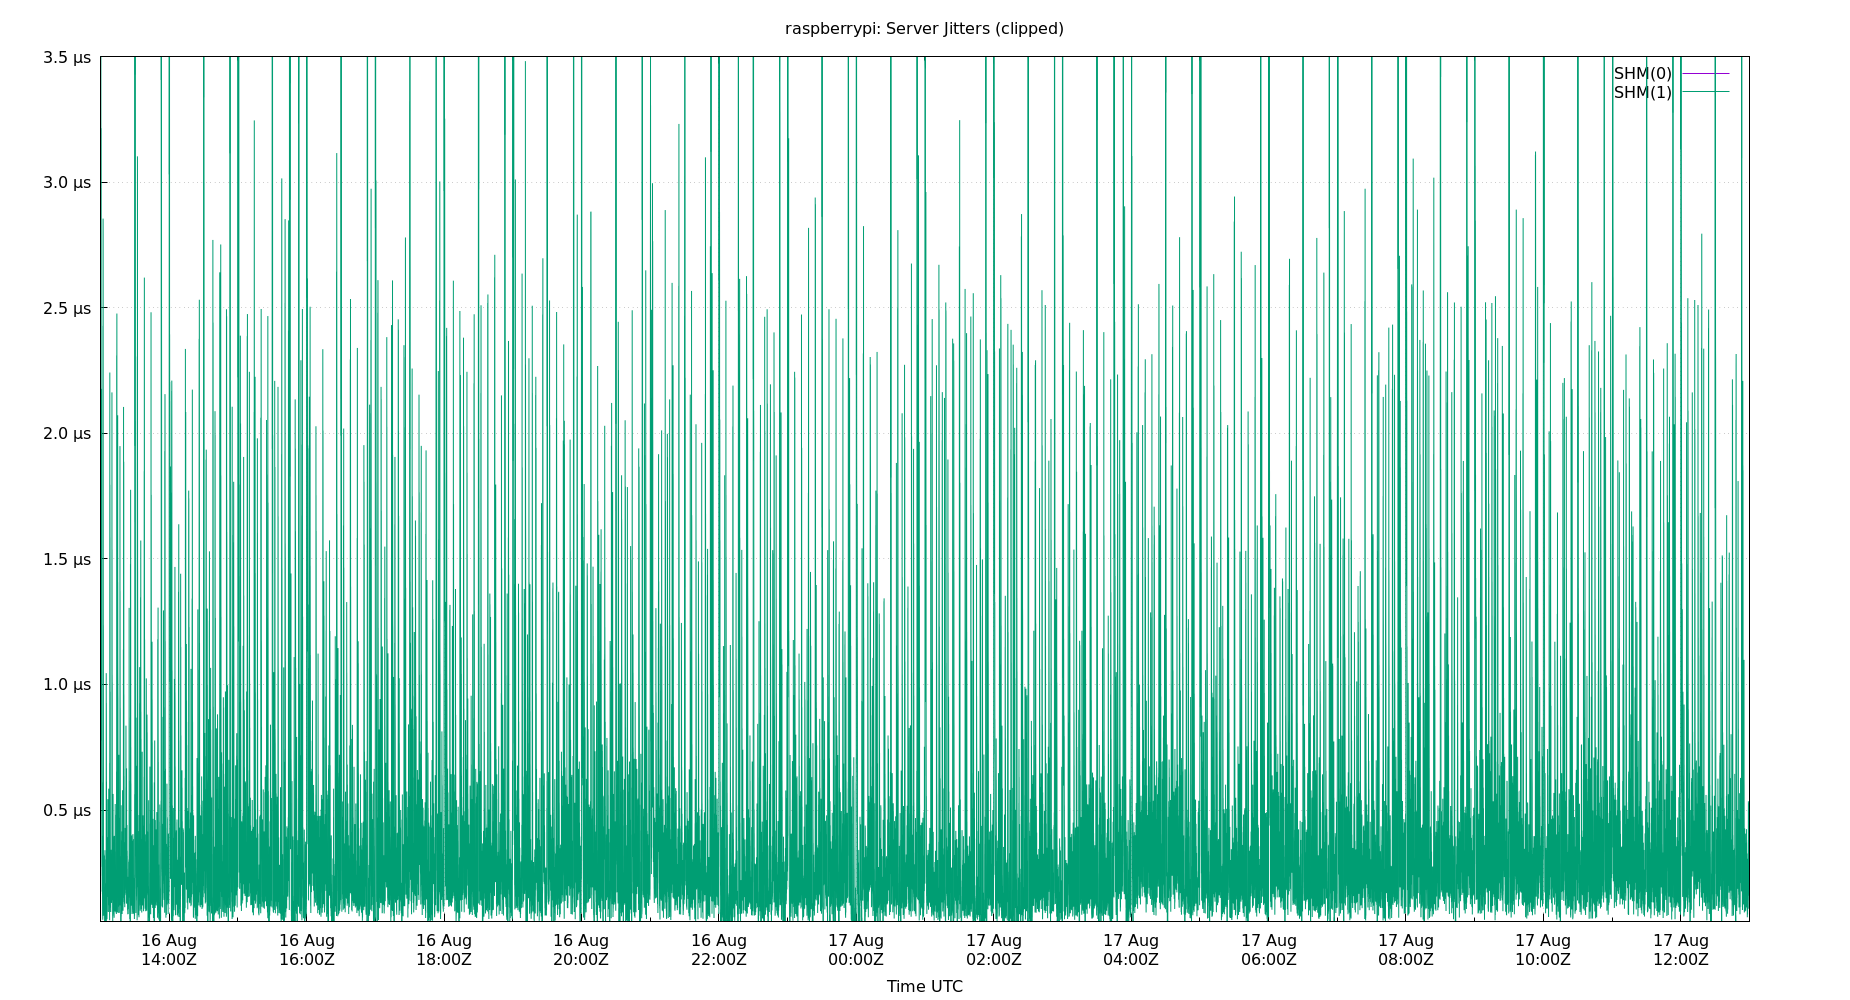 raspberrypi: Server Jitters (clipped)
3.5 µs
3.0 µs
2.5 µs
2.0 µs
1.5 µs
1.0 µs
0.5 µs
SHM(0)
SHM(1)
16 Aug 16 Aug 16 Aug 16 Aug 16 Aug 17 Aug 17 Aug 17 Aug 17 Aug 17 Aug 17 Aug 17 Aug
14:00Z 16:00Z 18:00Z 20:00Z 22:00Z 00:00Z 02:00Z 04:00Z 06:00Z 08:00Z 10:00Z 12:00Z
Time UTC